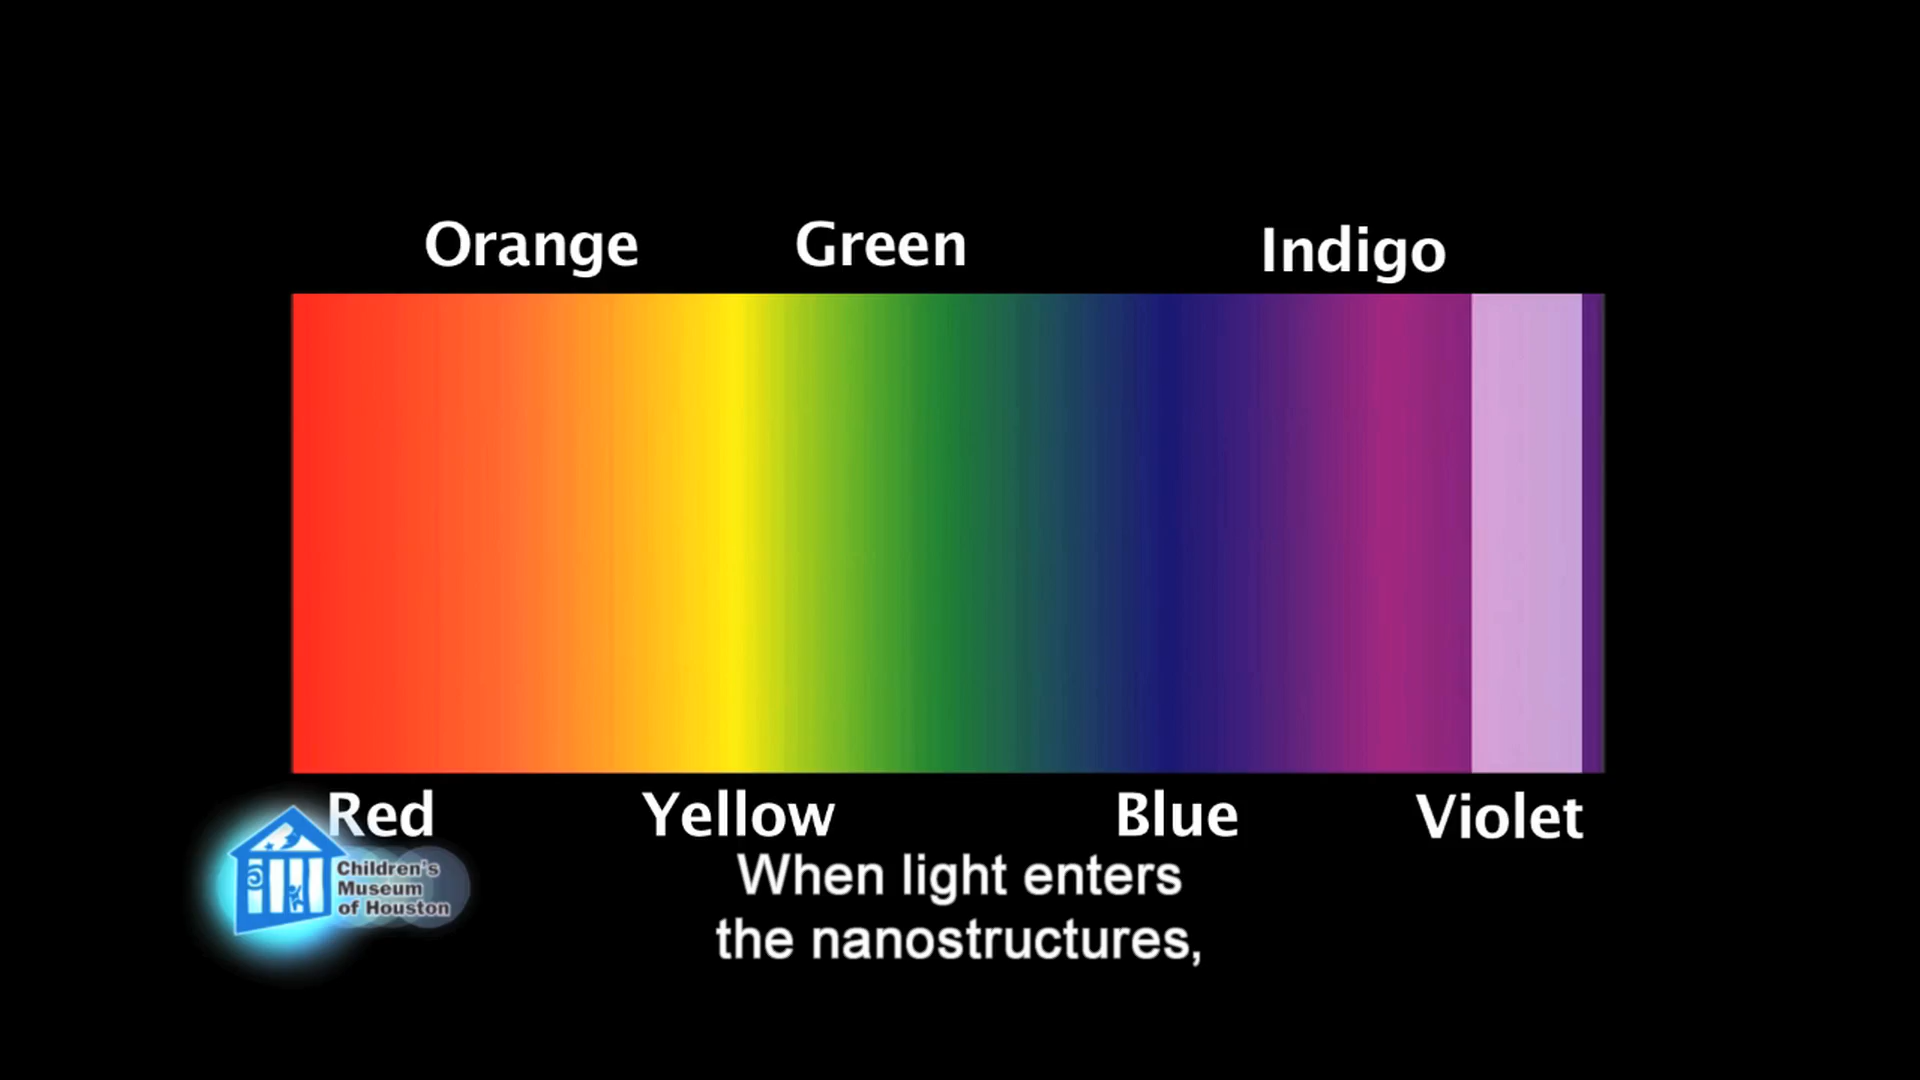 Orange Green Indigo
Red Yellow Blue Violet
Children's
Museum
of Houston
When light enters
the nanostructures,